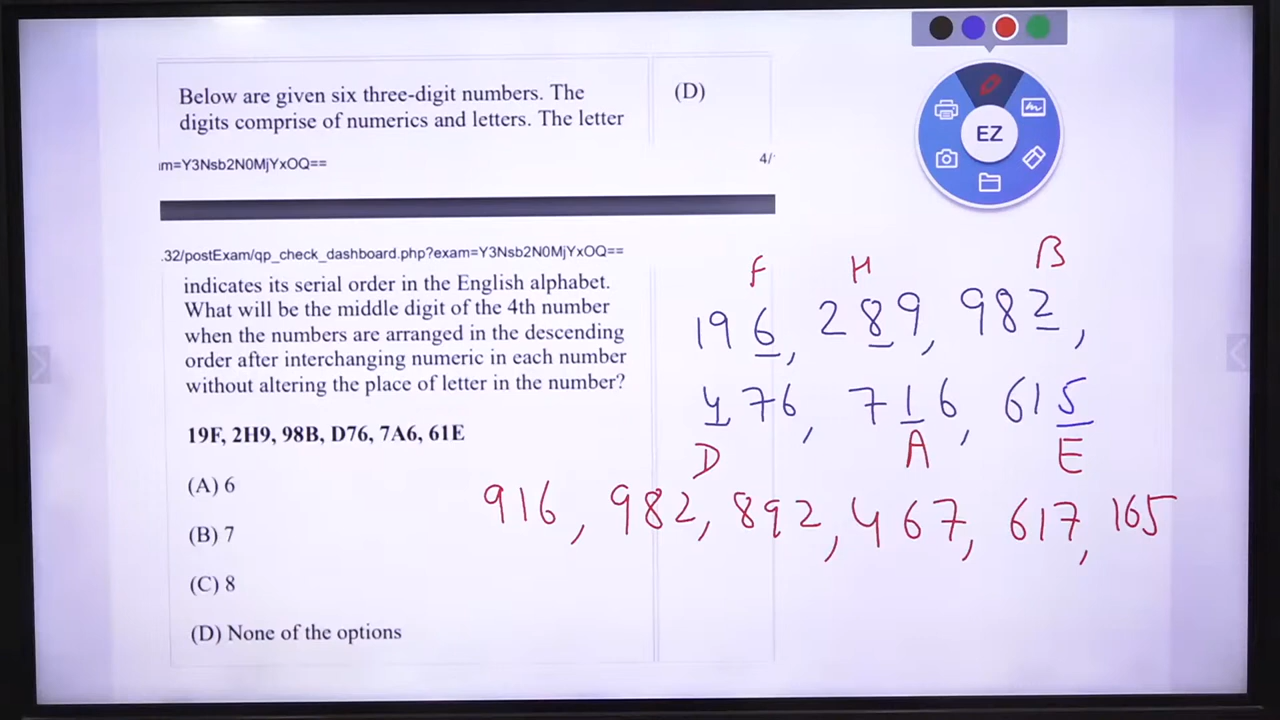 Below are given six three-digit numbers. The
digits comprise of numerics and letters. The letter
(D)
ım=Y3Nsb2N0MjYxOQ==
4/
EZ
.32/postExam/qp_check_dashboard.php?exam=Y3Nsb2N0MjYxOQ==
indicates its serial order in the English alphabet.
What will be the middle digit of the 4th number
when the numbers are arranged in the descending
order after interchanging numeric in each number
without altering the place of letter in the number?
19F, 2H9, 98B, D76, 7A6, 61E
(A) 6
(B) 7
(C) 8
(D) None of the options
F H B
196, 289, 982,
476, 716, 615
D A E
916, 982, 892, 467, 617, 165